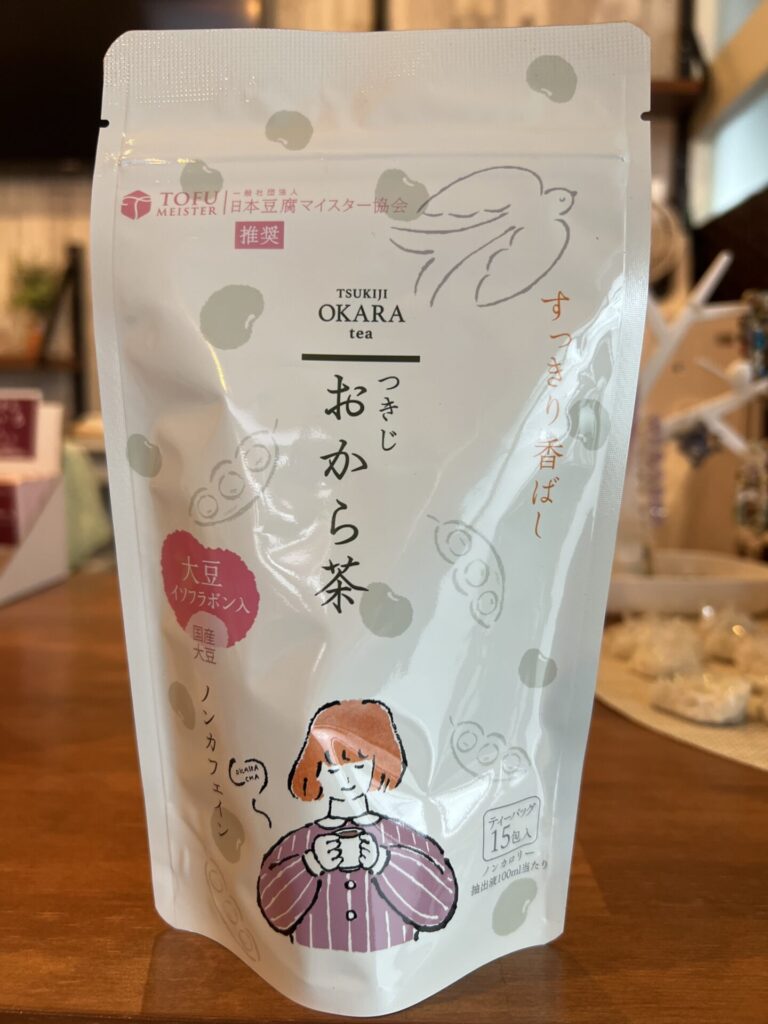 TOFU
MEISTER
一般社団法人
日本豆腐マイスター協会
推奨
TSUKIJI
OKARA
tea
つきじ
おから茶
すっきり香ばし
大豆
イソフラボン入
国産
大豆
ノンカフェイン
OKARA
CHA
ティーバッグ
15包入
ノンカロリー
抽出液100ml当たり